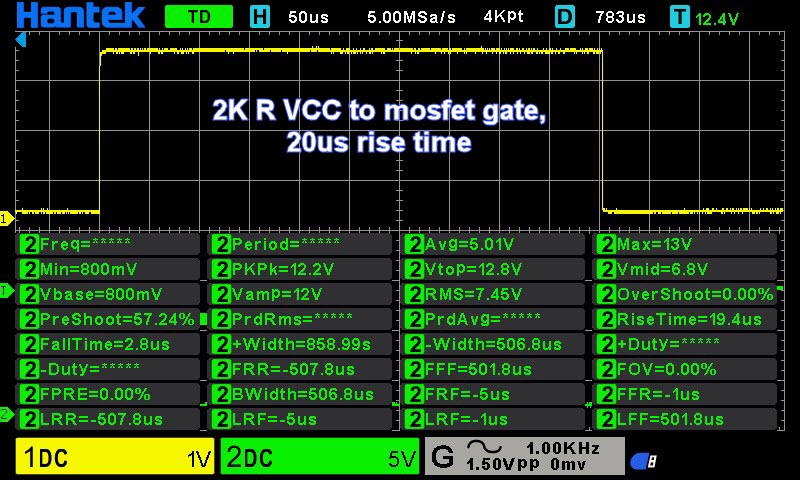 Hantek TD H 50us 5.00MSa/s 4Kpt D 783us T 12.4V
2K R VCC to mosfet gate,
20us rise time
1
2 Freq=***** 2 Period=***** 2 Avg=5.01V 2 Max=13V
2 Min=800mV 2 PKPk=12.2V 2 Vtop=12.8V 2 Vmid=6.8V
T
2 Vbase=800mV 2 Vamp=12V 2 RMS=7.45V 2 OverShoot=0.00%
2 PreShoot=57.24% 2 PrdRms=***** 2 PrdAvg=***** 2 RiseTime=19.4us
2 FallTime=2.8us 2 +Width=858.99s 2 -Width=506.8us 2 +Duty=*****
2 -Duty=***** 2 FRR=-507.8us 2 FFF=501.8us 2 FOV=0.00%
2 FPRE=0.00% 2 BWidth=506.8us 2 FRF=-5us 2 FFR=-1us
2
2 LRR=-507.8us 2 LRF=-5us 2 LRF=-1us 2 LFF=501.8us
1DC 1V 2DC 5V G 1.00KHz
1.50Vpp 0mv 8